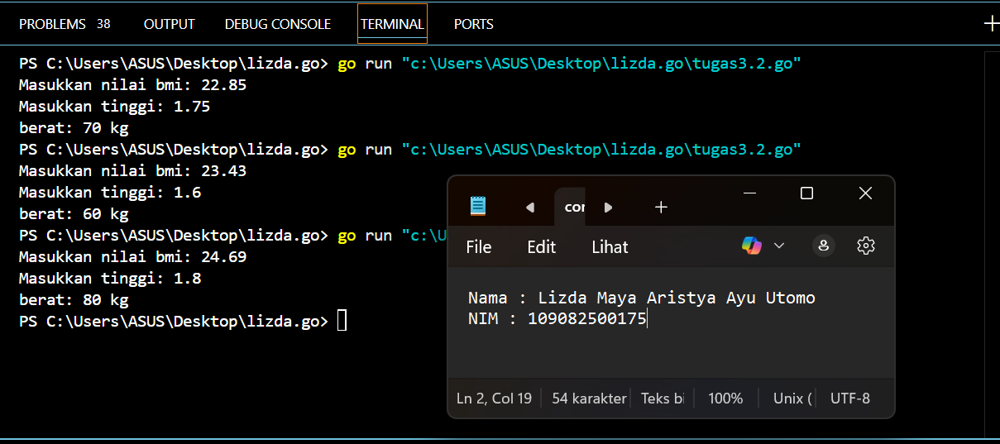 PROBLEMS 38 OUTPUT DEBUG CONSOLE TERMINAL PORTS
PS C:\Users\ASUS\Desktop\lizda.go> go run "c:\Users\ASUS\Desktop\lizda.go\tugas3.2.go"
Masukkan nilai bmi: 22.85
Masukkan tinggi: 1.75
berat: 70 kg
PS C:\Users\ASUS\Desktop\lizda.go> go run "c:\Users\ASUS\Desktop\lizda.go\tugas3.2.go"
Masukkan nilai bmi: 23.43
Masukkan tinggi: 1.6
berat: 60 kg
PS C:\Users\ASUS\Desktop\lizda.go> go run "c:\U
Masukkan nilai bmi: 24.69
Masukkan tinggi: 1.8
berat: 80 kg
PS C:\Users\ASUS\Desktop\lizda.go>
File Edit Lihat
Nama : Lizda Maya Aristya Ayu Utomo
NIM : 109082500175
Ln 2, Col 19 54 karakter Teks bi 100% Unix ( UTF-8